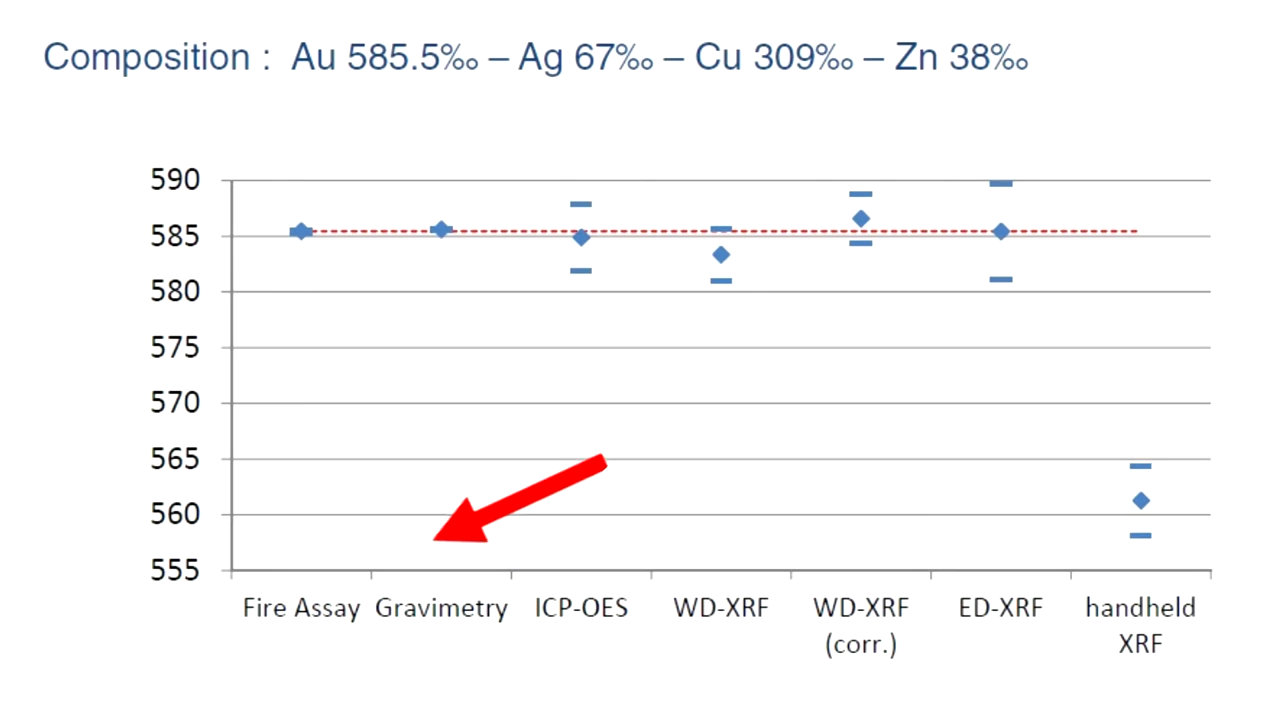 Composition :  Au 585.5‰ – Ag 67‰ – Cu 309‰ – Zn 38‰
590
585
580
575
570
565
560
555
Fire Assay Gravimetry ICP-OES WD-XRF WD-XRF ED-XRF handheld
(corr.) XRF